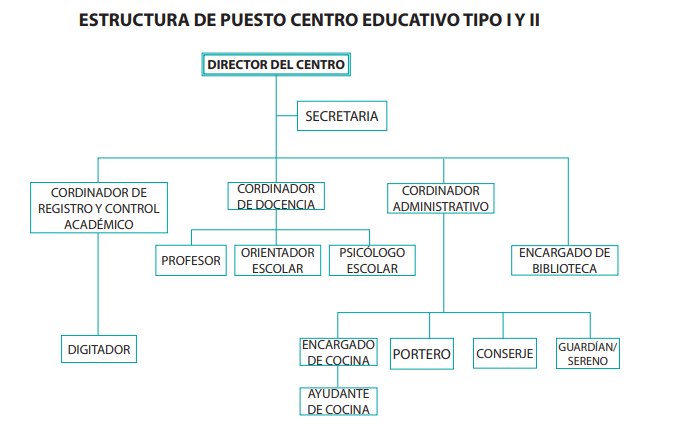 ESTRUCTURA DE PUESTO CENTRO EDUCATIVO TIPO I Y II
DIRECTOR DEL CENTRO
SECRETARIA
CORDINADOR DE
REGISTRO Y CONTROL
ACADÉMICO
CORDINADOR
DE DOCENCIA
CORDINADOR
ADMINISTRATIVO
PROFESOR
ORIENTADOR
ESCOLAR
PSICÓLOGO
ESCOLAR
ENCARGADO DE
BIBLIOTECA
DIGITADOR
ENCARGADO
DE COCINA
PORTERO
CONSERJE
GUARDÍAN/
SERENO
AYUDANTE
DE COCINA